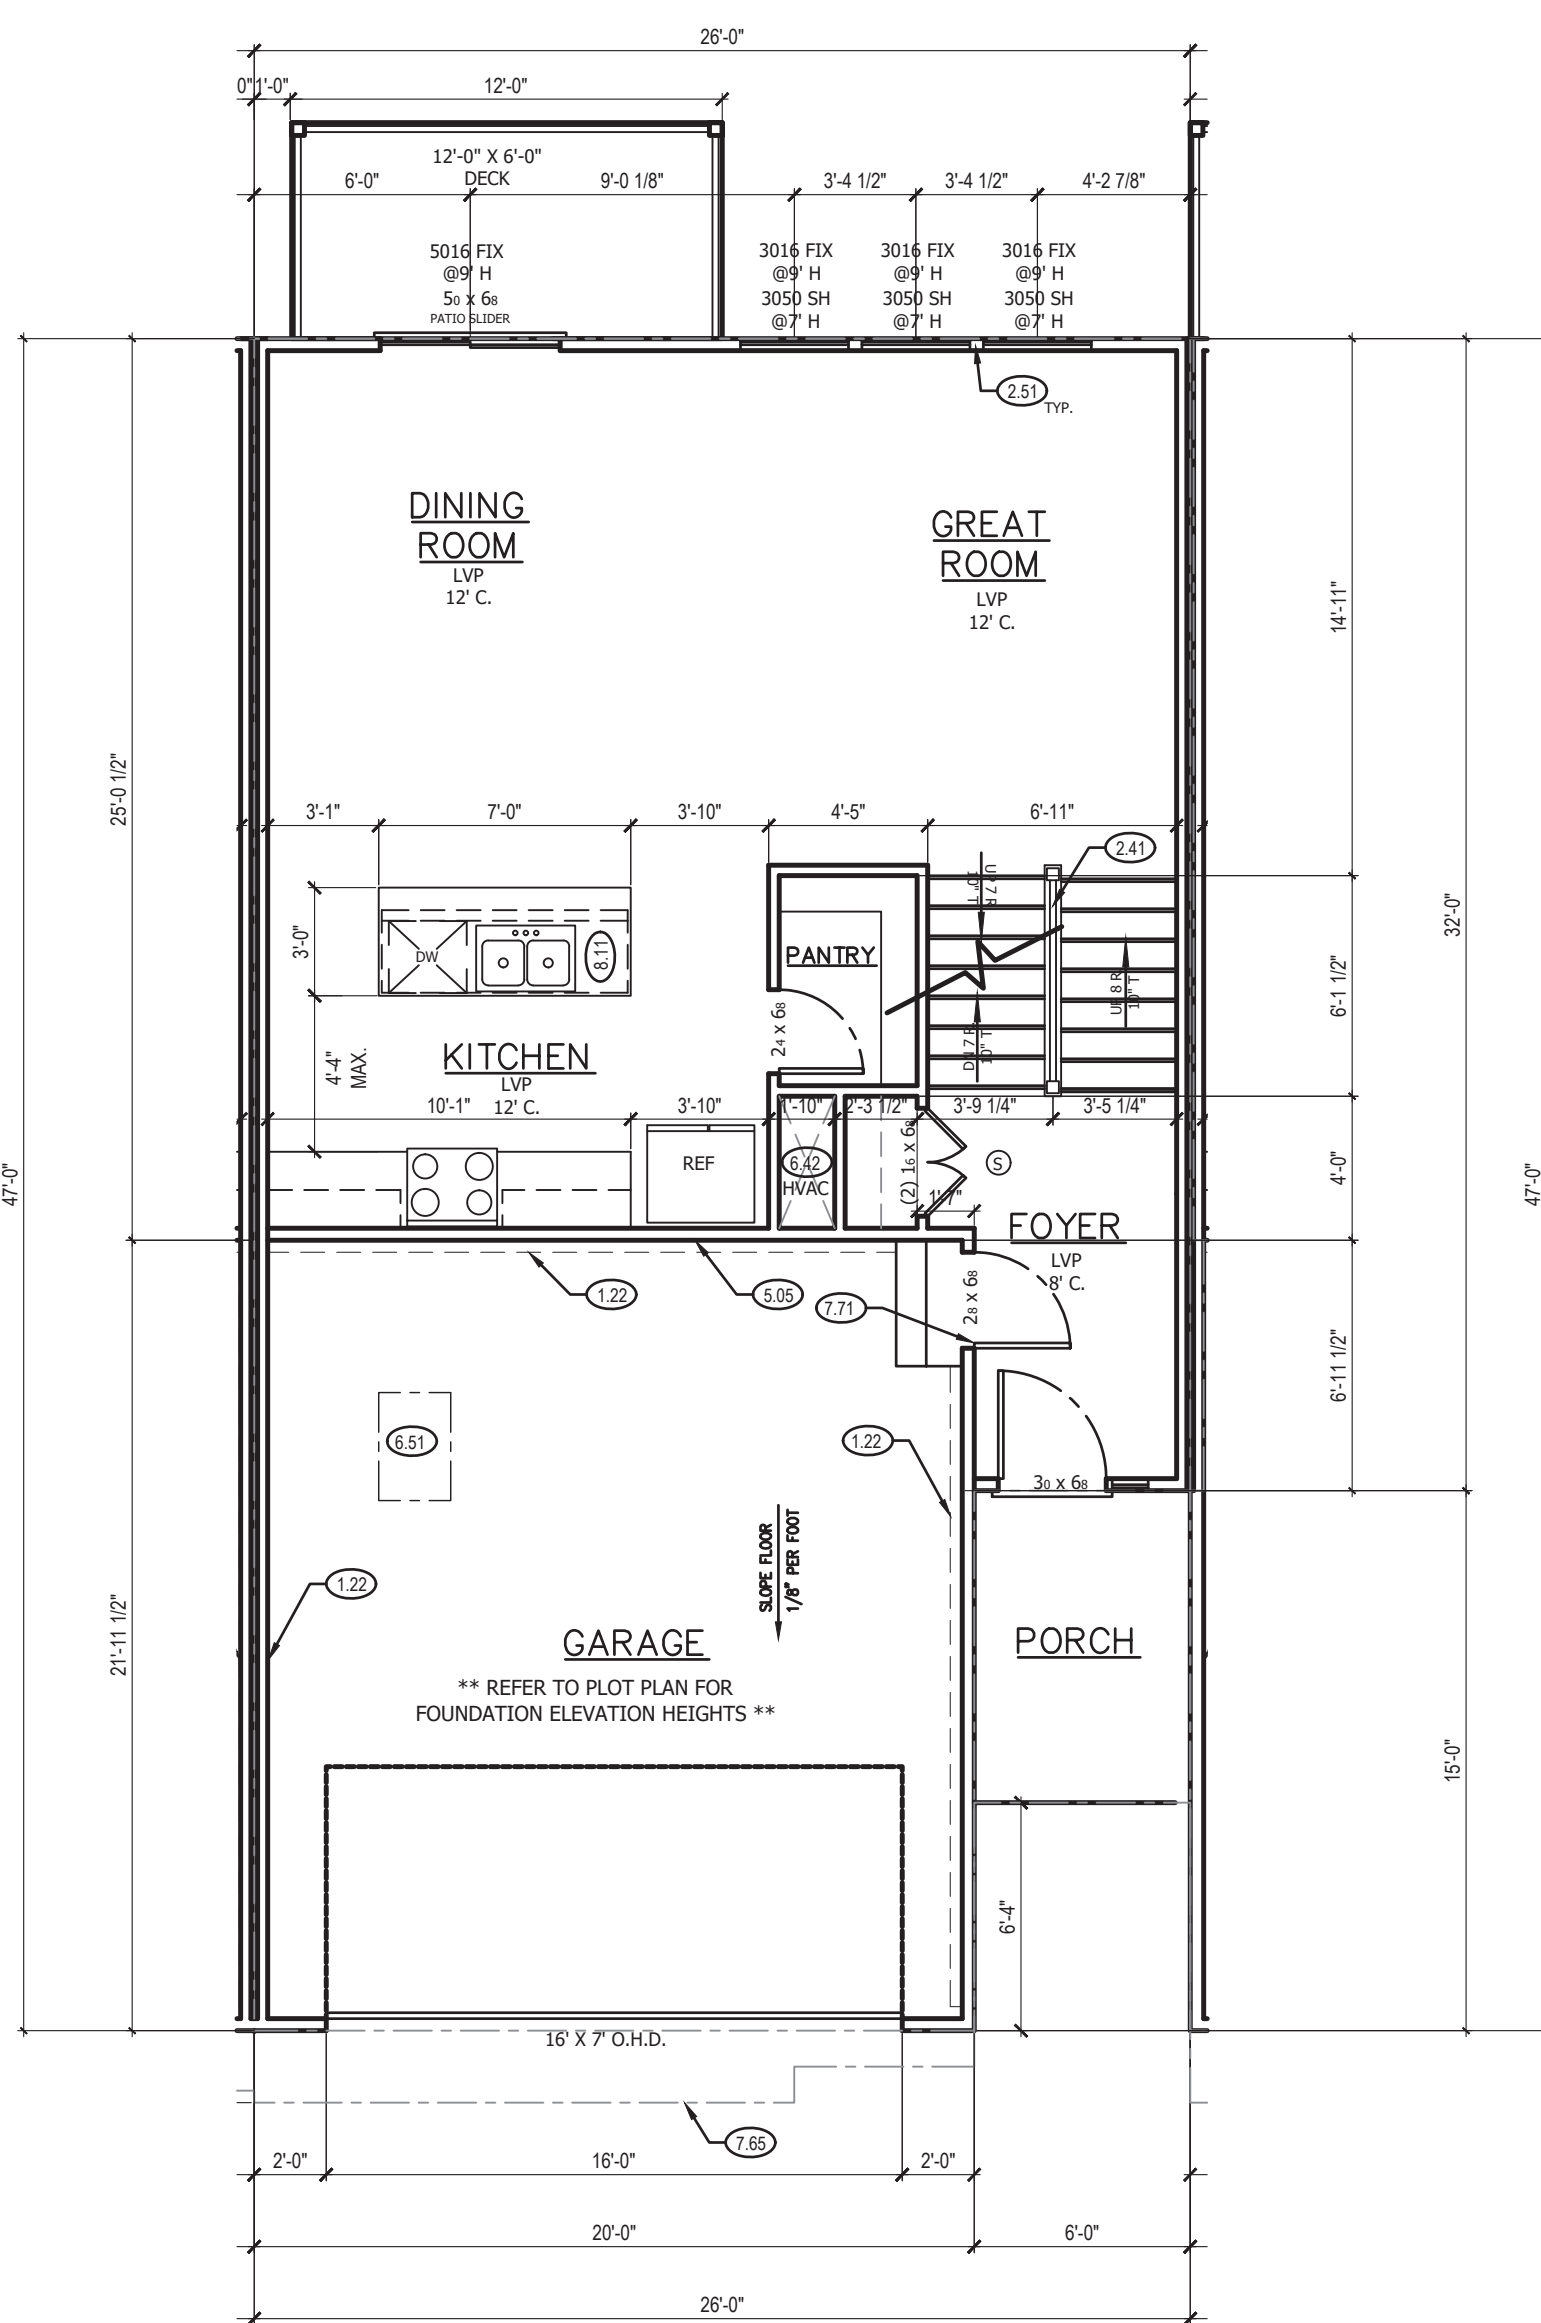 26'-0"
0"
1'-0"
12'-0"
12'-0" X 6'-0"
DECK
6'-0"
9'-0 1/8"
3'-4 1/2"
3'-4 1/2"
4'-2 7/8"
5016 FIX
@9' H
50 x 68
PATIO SLIDER
3016 FIX
@9' H
3050 SH
@7' H
3016 FIX
@9' H
3050 SH
@7' H
3016 FIX
@9' H
3050 SH
@7' H
2.51
TYP.
DINING
ROOM
LVP
12' C.
GREAT
ROOM
LVP
12' C.
14'-11"
25'-0 1/2"
32'-0"
47'-0"
47'-0"
3'-1"
7'-0"
3'-10"
4'-5"
6'-11"
2.41
UP 7 R
10" T
3'-0"
DW
8.11
PANTRY
6'-1 1/2"
UP 8 R
10" T
DN 7 R
10" T
24 x 68
4'-4"
MAX.
KITCHEN
LVP
12' C.
10'-1"
3'-10"
1'-10"
2'-3 1/2"
3'-9 1/4"
3'-5 1/4"
REF
6.42
HVAC
(2) 16 x 68
S
4'-0"
1'-7"
FOYER
LVP
8' C.
1.22
5.05
7.71
28 x 68
6'-11 1/2"
6.51
1.22
30 x 68
SLOPE FLOOR
1/8" PER FOOT
1.22
21'-11 1/2"
GARAGE
** REFER TO PLOT PLAN FOR
FOUNDATION ELEVATION HEIGHTS **
PORCH
15'-0"
6'-4"
16' X 7' O.H.D.
7.65
2'-0"
16'-0"
2'-0"
20'-0"
6'-0"
26'-0"